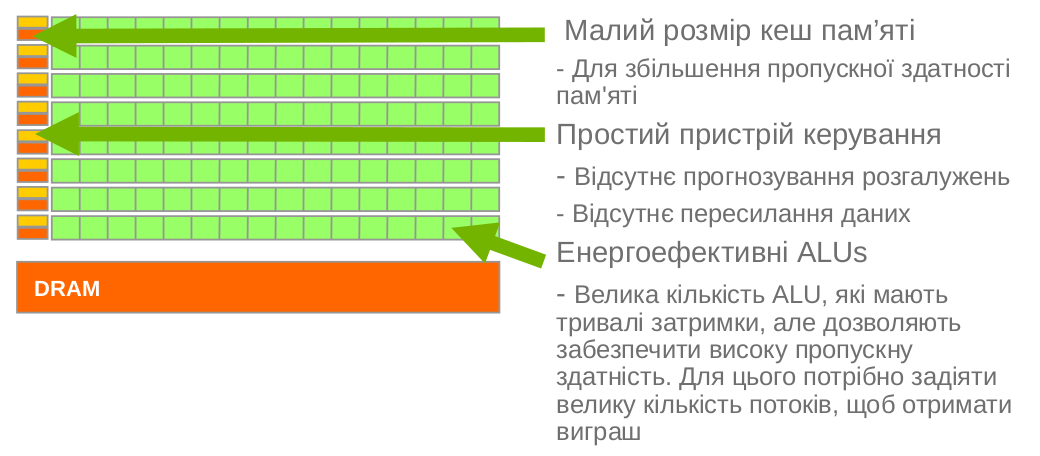 Малий розмір кеш пам’яті
- Для збільшення пропускної здатності
пам'яті
Простий пристрій керування
- Відсутнє прогнозування розгалужень
- Відсутнє пересилання даних
Енергоефективні ALUs
- Велика кількість ALU, які мають
тривалі затримки, але дозволяють
забезпечити високу пропускну
здатність. Для цього потрібно задіяти
велику кількість потоків, щоб отримати
виграш
DRAM